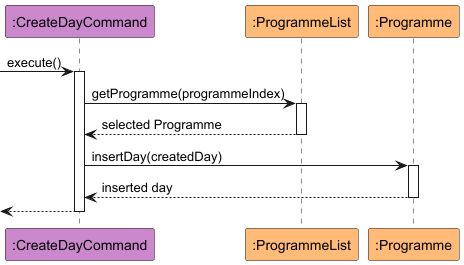 :CreateDayCommand :ProgrammeList :Programme
execute()
getProgramme(programmeIndex)
selected Programme
insertDay(createdDay)
inserted day
:CreateDayCommand :ProgrammeList :Programme